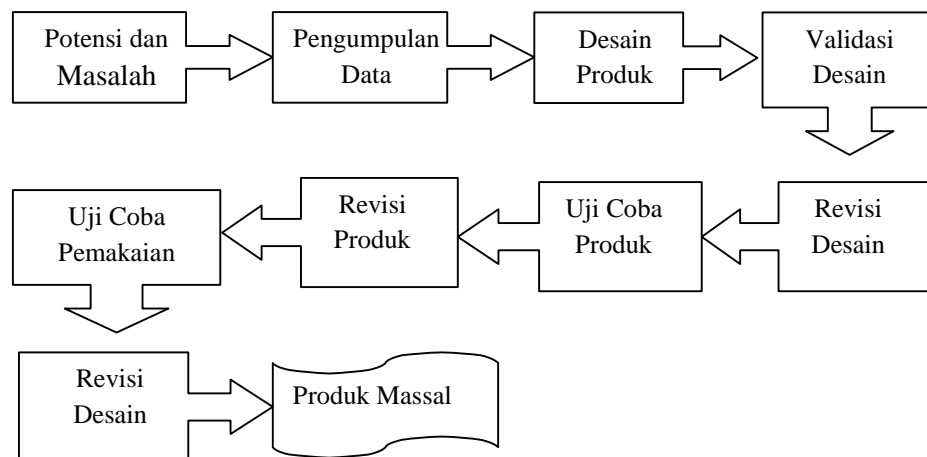 Potensi dan
Masalah
Pengumpulan
Data
Desain
Produk
Validasi
Desain
Revisi
Desain
Uji Coba
Produk
Revisi
Produk
Uji Coba
Pemakaian
Revisi
Desain
Produk Massal